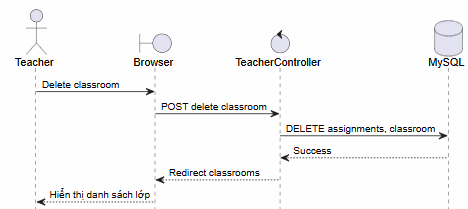 Teacher
Browser
TeacherController
MySQL
Delete classroom
POST delete classroom
DELETE assignments, classroom
Success
Redirect classrooms
Hiển thị danh sách lớp